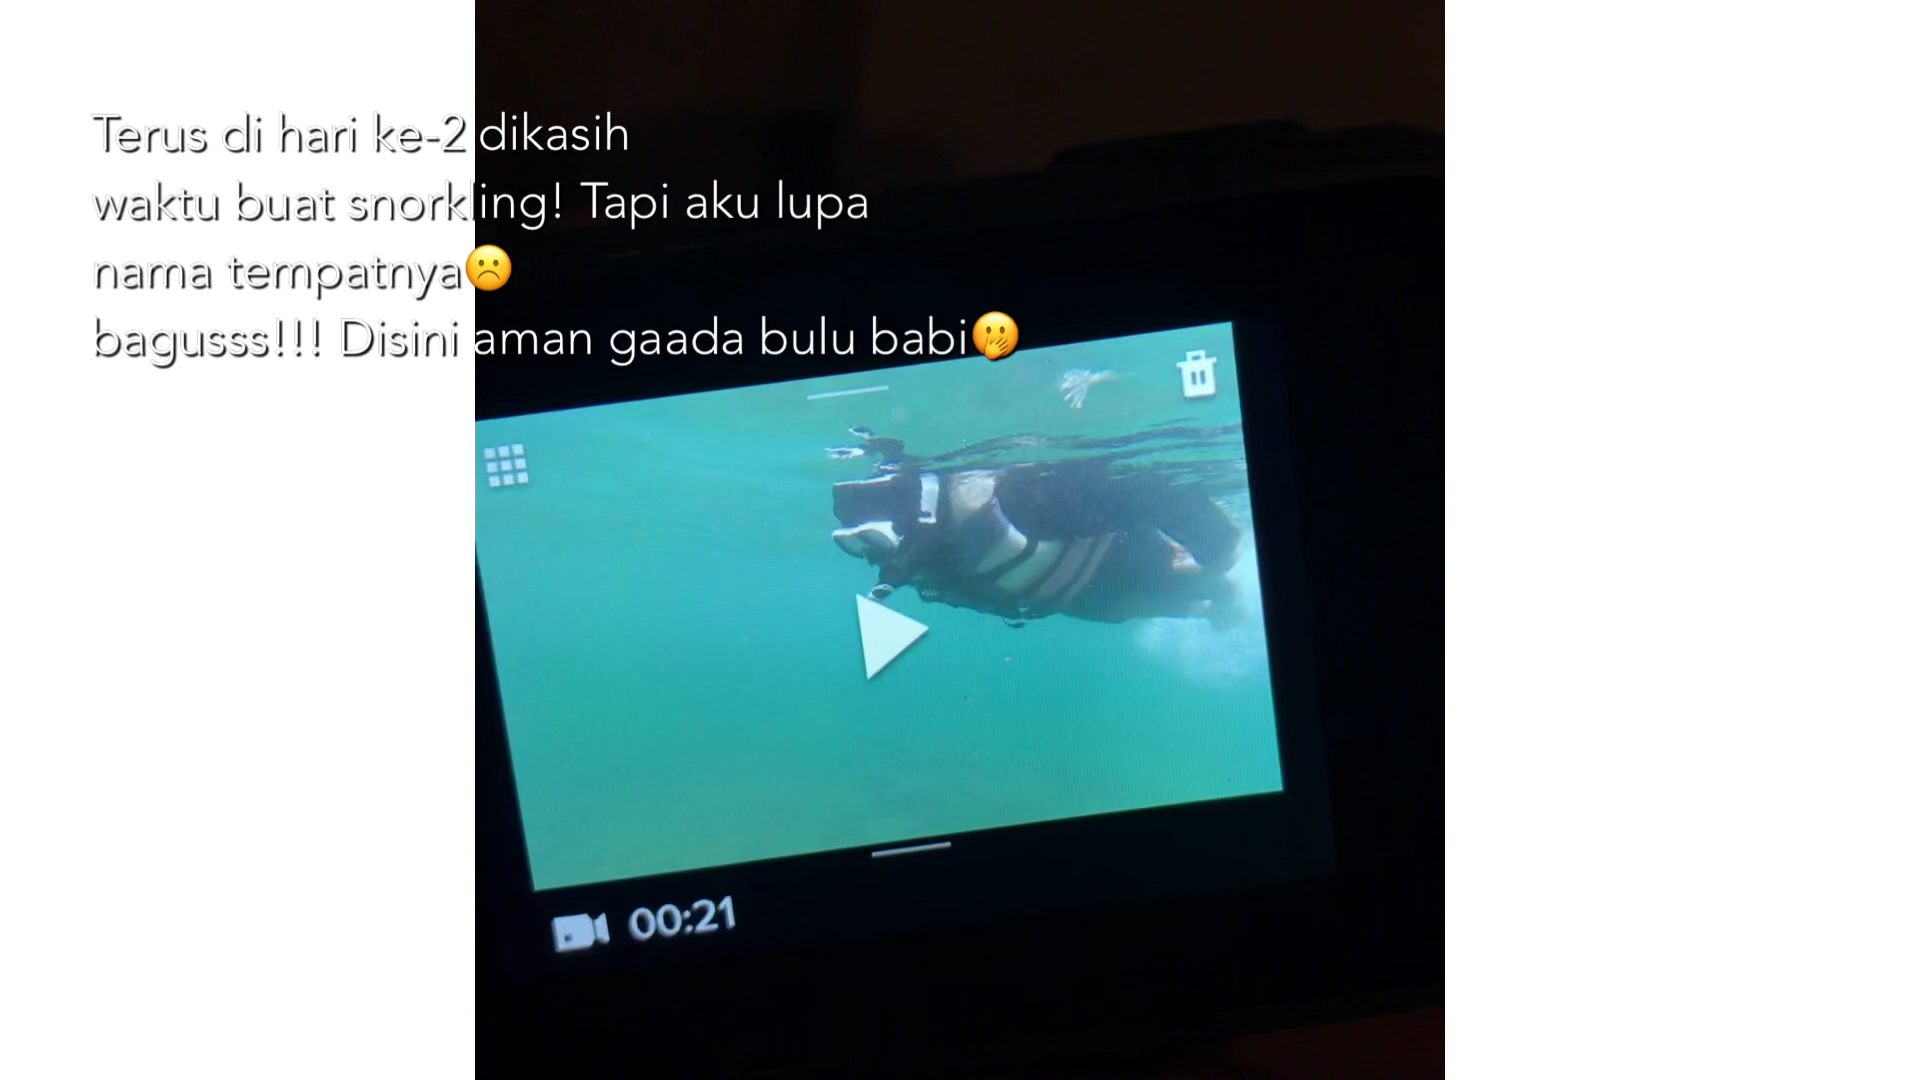 Terus di hari ke-2 dikasih
waktu buat snorkling! Tapi aku lupa
nama tempatnya☹️
bagusss!!! Disini aman gaada bulu babi🫢
00:21